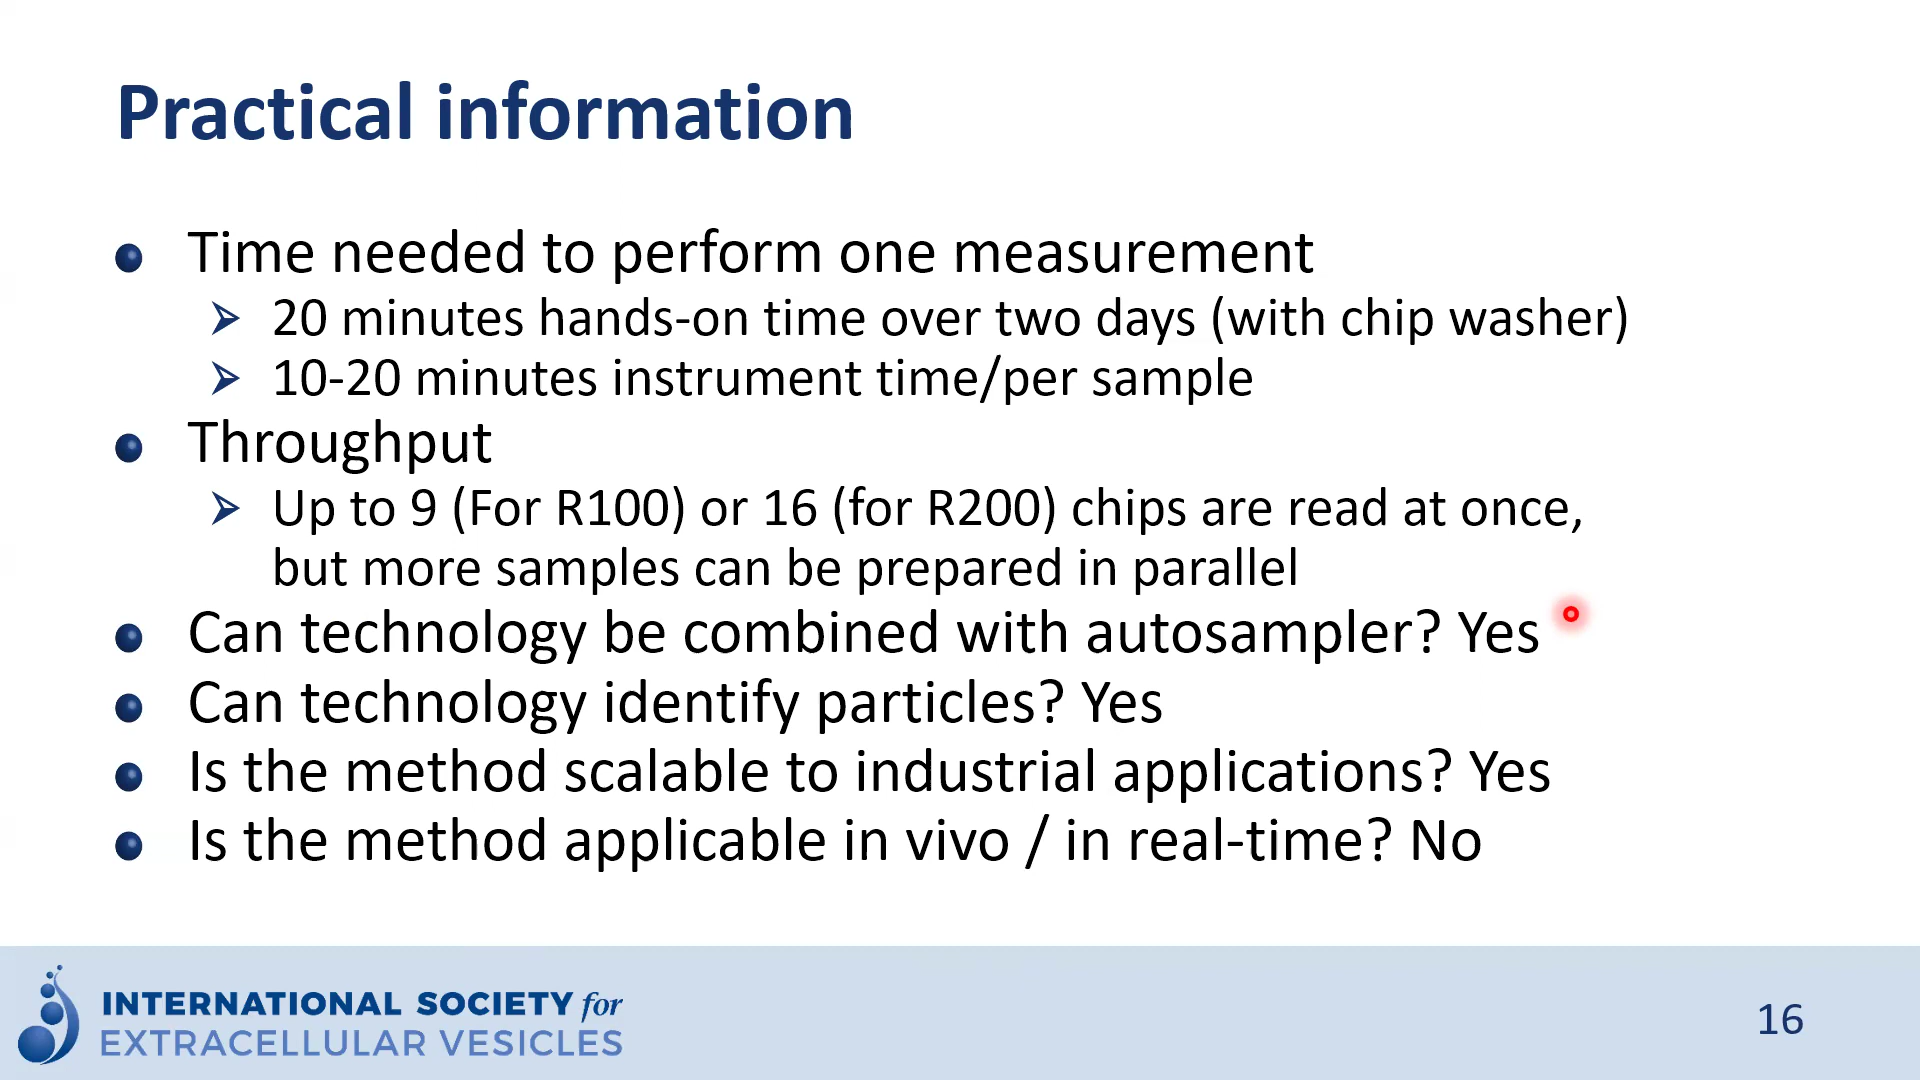 Practical information
Time needed to perform one measurement
20 minutes hands-on time over two days (with chip washer)
10-20 minutes instrument time/per sample
Throughput
Up to 9 (For R100) or 16 (for R200) chips are read at once,
but more samples can be prepared in parallel
Can technology be combined with autosampler? Yes
Can technology identify particles? Yes
Is the method scalable to industrial applications? Yes
Is the method applicable in vivo / in real-time? No
INTERNATIONAL SOCIETY for
EXTRACELLULAR VESICLES
16